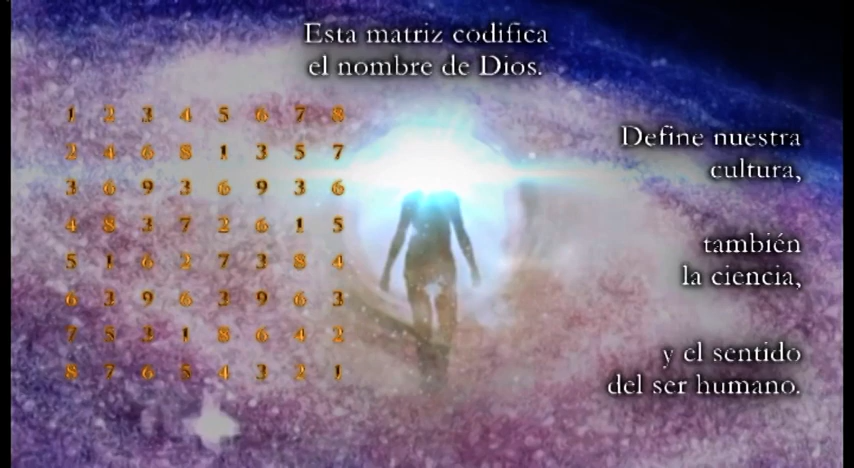 Esta matriz codifica
el nombre de Dios.
1 2 3 4 5 6 7 8
2 4 6 8 1 3 5 7
3 6 9 3 6 9 3 6
4 8 3 7 2 6 1 5
5 1 6 2 7 3 8 4
6 3 9 6 3 9 6 3
7 5 3 1 8 6 4 2
8 7 6 5 4 3 2 1
Define nuestra
cultura,
también
la ciencia,
y el sentido
del ser humano.